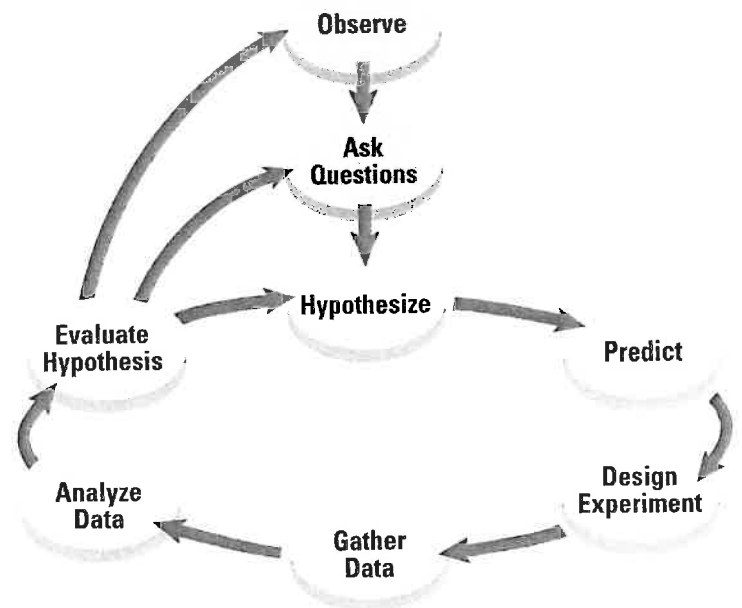 Observe
Ask
Questions
Hypothesize
Predict
Design
Experiment
Gather
Data
Analyze
Data
Evaluate
Hypothesis